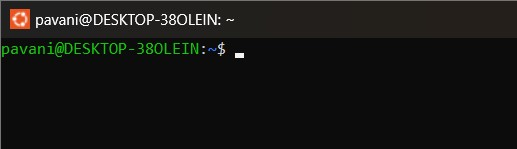 pavani@DESKTOP-38OLEIN: ~
pavani@DESKTOP-38OLEIN:~$